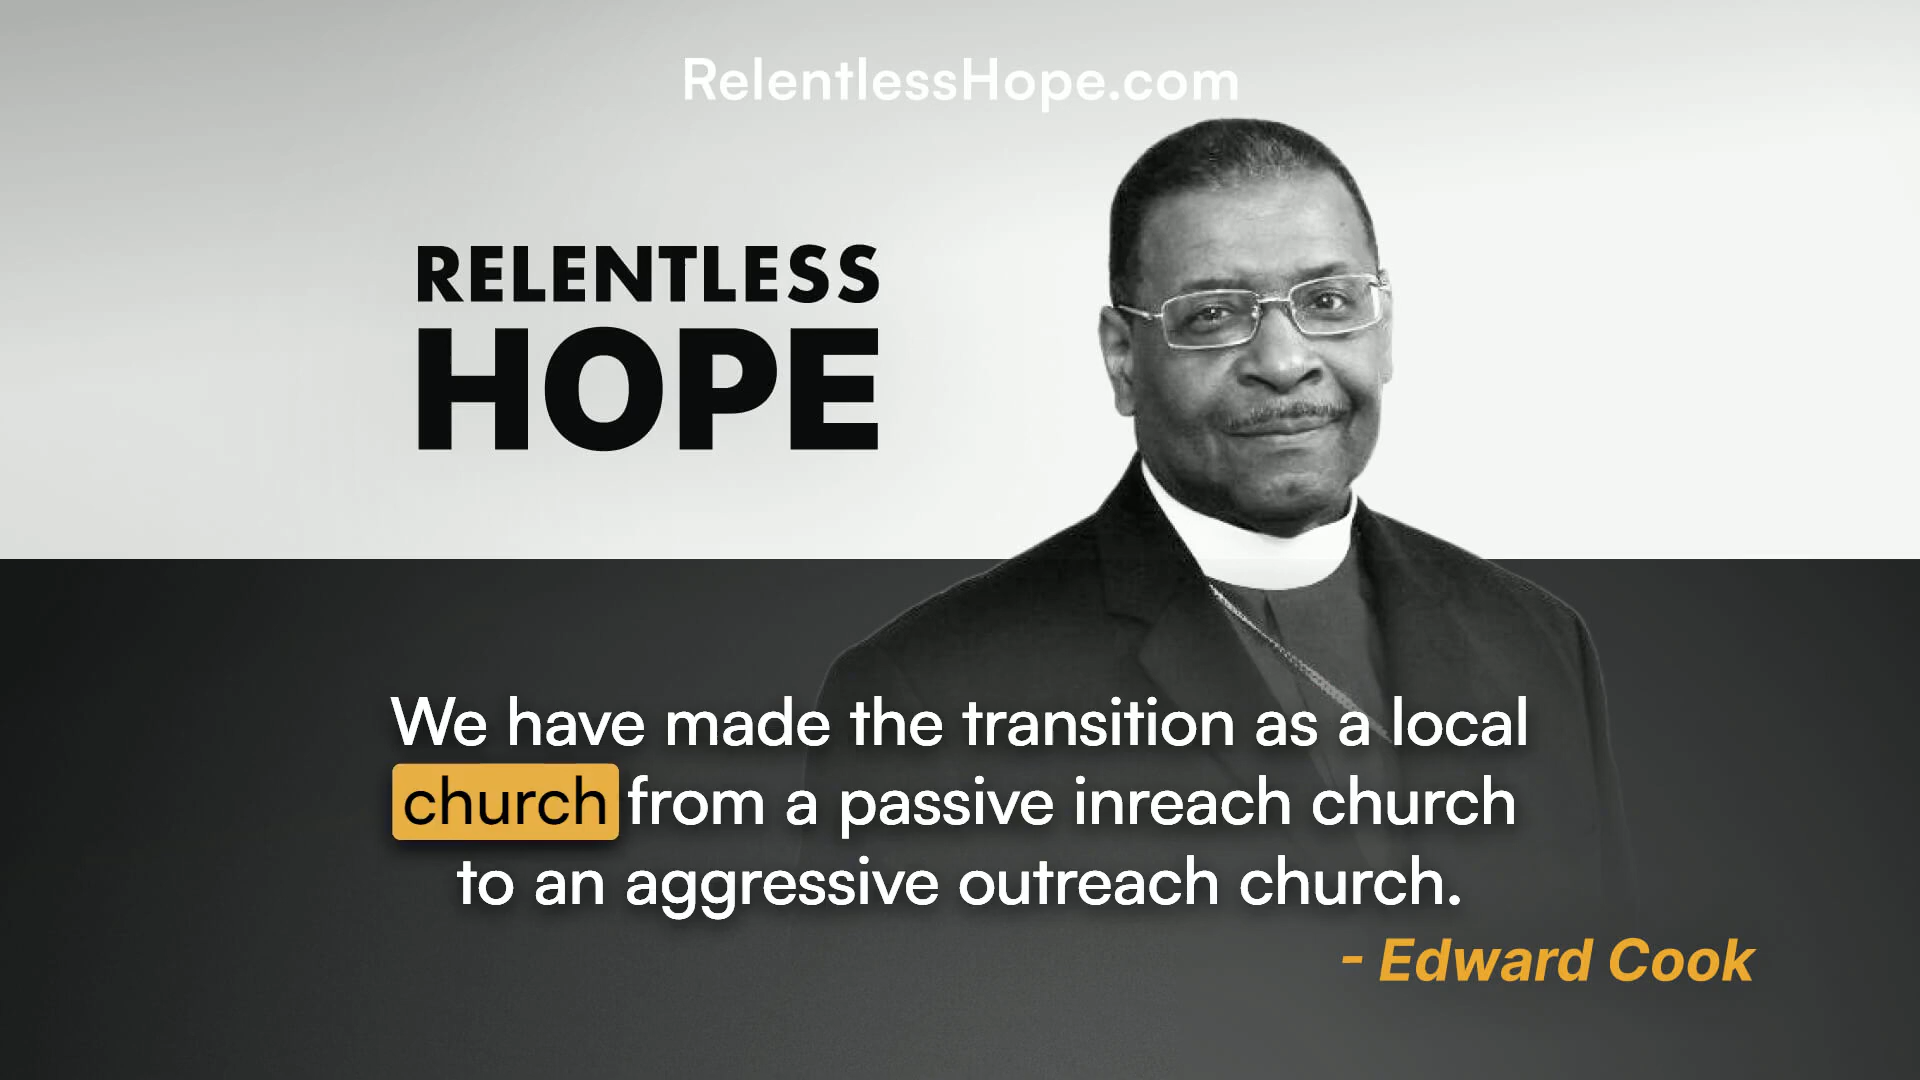 RelentlessHope.com
RELENTLESS
HOPE
We have made the transition as a local
church from a passive inreach church
to an aggressive outreach church.
- Edward Cook